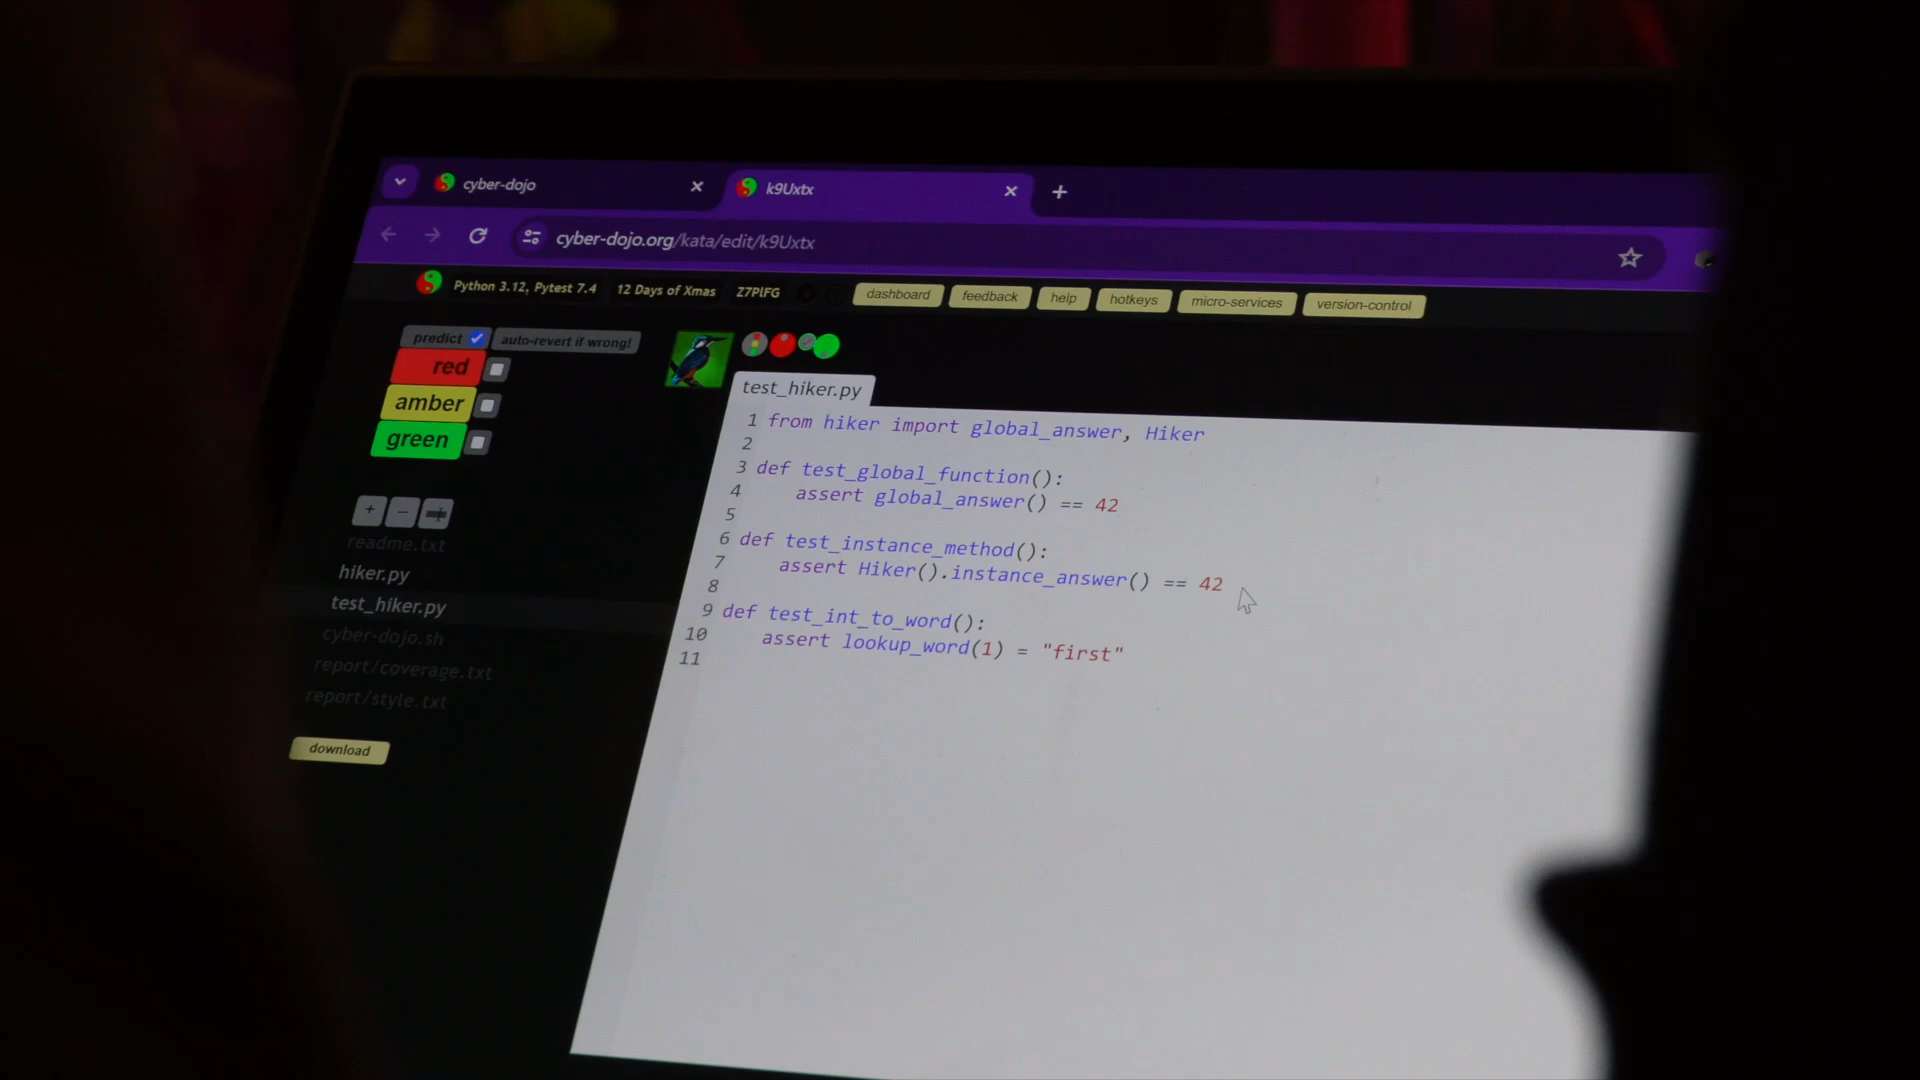 cyber-dojo
k9Uxtx
cyber-dojo.org/kata/edit/k9Uxtx
Python 3.12, Pytest 7.4 12 Days of Xmas Z7PlFG dashboard feedback help hotkeys micro-services version-control
predict auto-revert if wrong!
red
amber
green
+ −
readme.txt
hiker.py
test_hiker.py
cyber-dojo.sh
report/coverage.txt
report/style.txt
download
test_hiker.py
1 from hiker import global_answer, Hiker
2
3 def test_global_function():
4 assert global_answer() == 42
5
6 def test_instance_method():
7 assert Hiker().instance_answer() == 42
8
9 def test_int_to_word():
10 assert lookup_word(1) = "first"
11